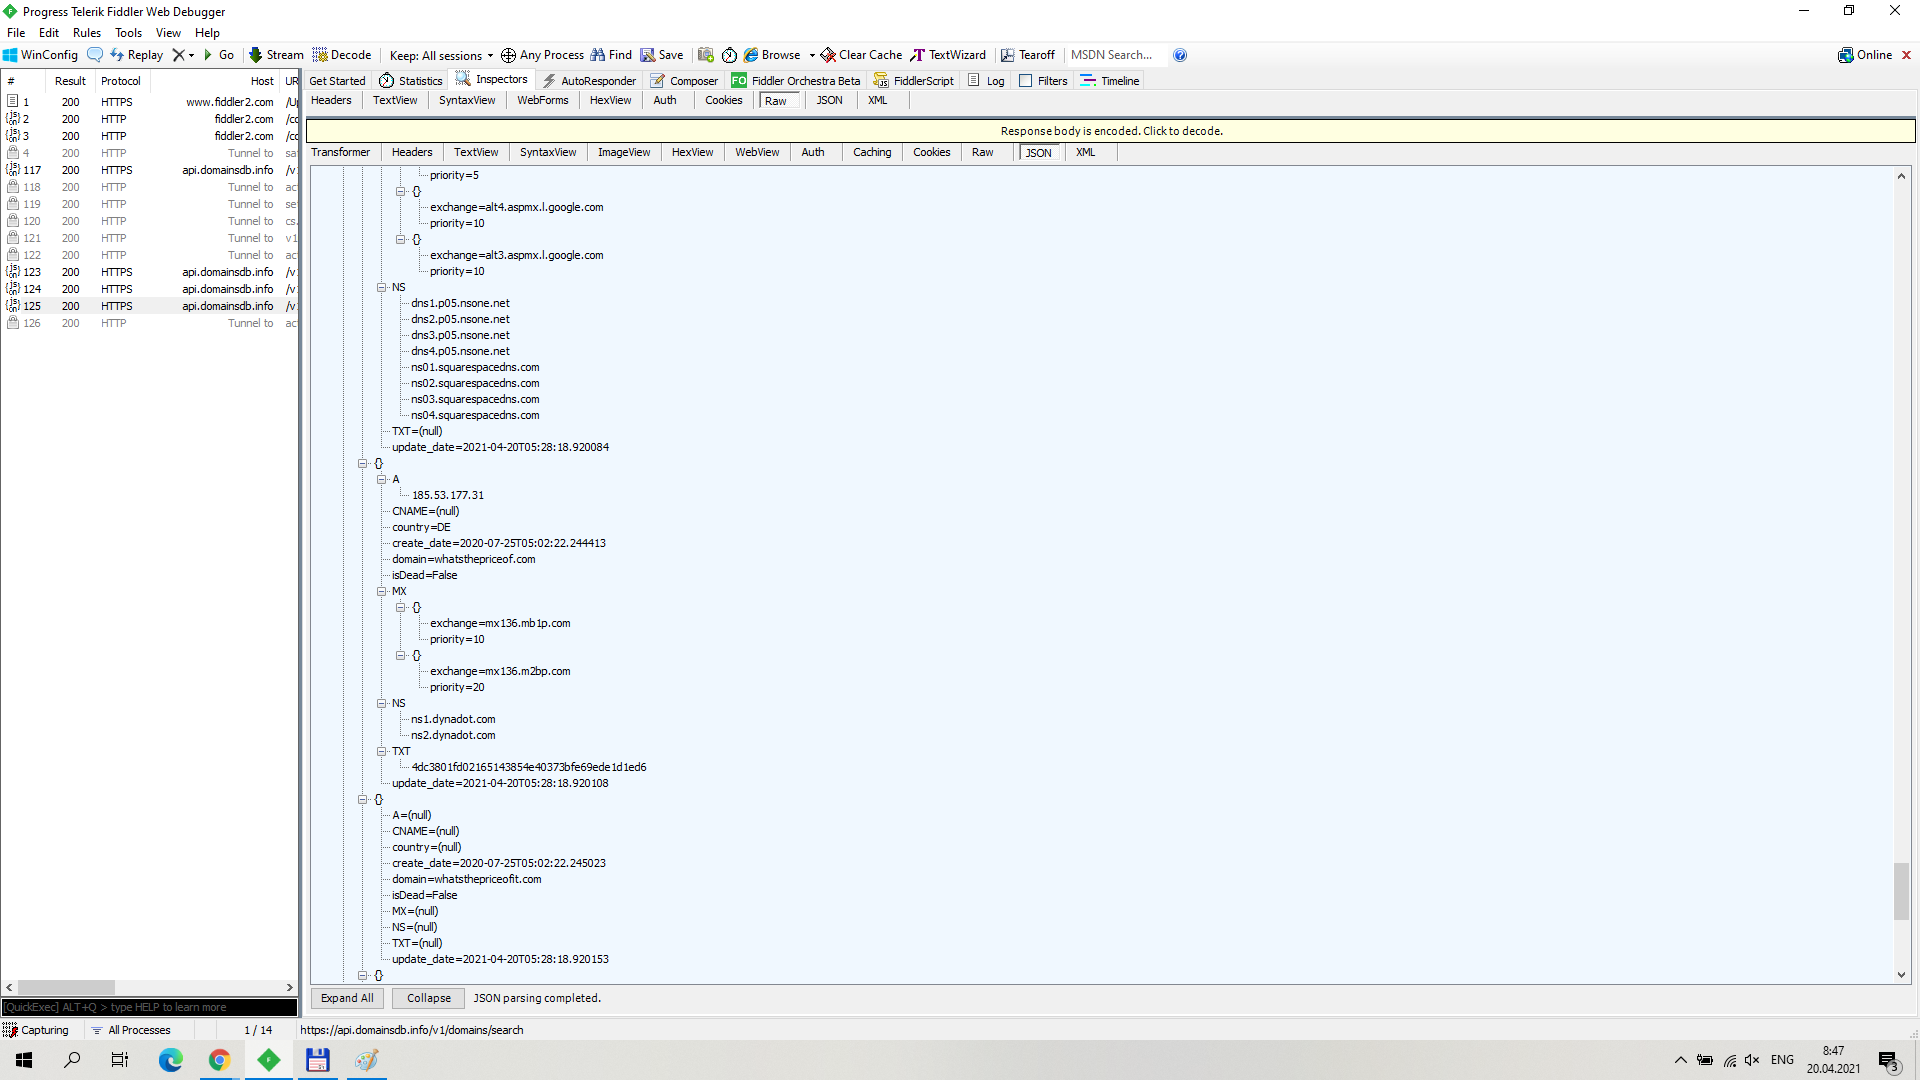 Progress Telerik Fiddler Web Debugger
File Edit Rules Tools View Help
WinConfig Replay Go Stream Decode Keep: All sessions Any Process Find Save Browse Clear Cache TextWizard Tearoff MSDN Search... Online
# Result Protocol Host UR
1 200 HTTPS www.fiddler2.com /Up
2 200 HTTP fiddler2.com /co
3 200 HTTP fiddler2.com /co
4 200 HTTP Tunnel to sa
117 200 HTTPS api.domainsdb.info /v1
118 200 HTTP Tunnel to ac
119 200 HTTP Tunnel to se
120 200 HTTP Tunnel to cs.
121 200 HTTP Tunnel to v1
122 200 HTTP Tunnel to ac
123 200 HTTPS api.domainsdb.info /v
124 200 HTTPS api.domainsdb.info /v
125 200 HTTPS api.domainsdb.info /v
126 200 HTTP Tunnel to ac
[QuickExec] ALT+Q > type HELP to learn more
Get Started Statistics Inspectors AutoResponder Composer FO Fiddler Orchestra Beta FiddlerScript Log Filters Timeline
Headers TextView SyntaxView WebForms HexView Auth Cookies Raw JSON XML
Response body is encoded. Click to decode.
Transformer Headers TextView SyntaxView ImageView HexView WebView Auth Caching Cookies Raw JSON XML
priority=5
{}
exchange=alt4.aspmx.l.google.com
priority=10
{}
exchange=alt3.aspmx.l.google.com
priority=10
NS
dns1.p05.nsone.net
dns2.p05.nsone.net
dns3.p05.nsone.net
dns4.p05.nsone.net
ns01.squarespacedns.com
ns02.squarespacedns.com
ns03.squarespacedns.com
ns04.squarespacedns.com
TXT=(null)
update_date=2021-04-20T05:28:18.920084
{}
A
185.53.177.31
CNAME=(null)
country=DE
create_date=2020-07-25T05:02:22.244413
domain=whatsthepriceof.com
isDead=False
MX
{}
exchange=mx136.mb1p.com
priority=10
{}
exchange=mx136.m2bp.com
priority=20
NS
ns1.dynadot.com
ns2.dynadot.com
TXT
4dc3801fd02165143854e40373bfe69ede1d1ed6
update_date=2021-04-20T05:28:18.920108
{}
A=(null)
CNAME=(null)
country=(null)
create_date=2020-07-25T05:02:22.245023
domain=whatsthepriceofit.com
isDead=False
MX=(null)
NS=(null)
TXT=(null)
update_date=2021-04-20T05:28:18.920153
{}
Expand All Collapse JSON parsing completed.
Capturing All Processes 1 / 14 https://api.domainsdb.info/v1/domains/search
ENG 8:47
20.04.2021 3